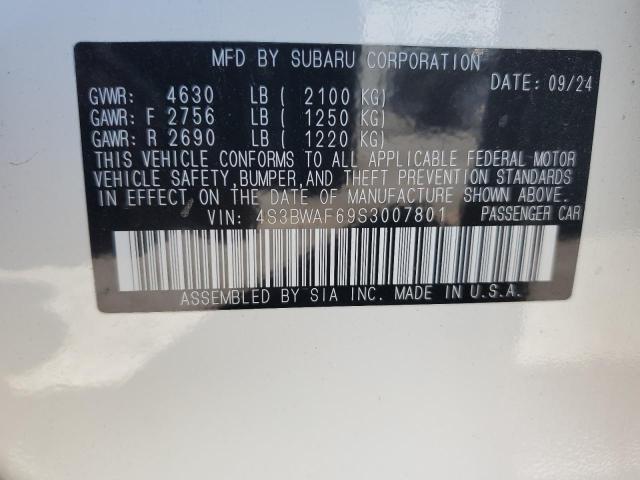 MFD BY SUBARU CORPORATION
DATE: 09/24
GVWR: 4630 LB ( 2100 KG)
GAWR: F 2756 LB ( 1250 KG)
GAWR: R 2690 LB ( 1220 KG)
THIS VEHICLE CONFORMS TO ALL APPLICABLE FEDERAL MOTOR
VEHICLE SAFETY, BUMPER, AND THEFT PREVENTION STANDARDS
IN EFFECT ON THE DATE OF MANUFACTURE SHOWN ABOVE.
VIN: 4S3BWAF69S3007801 PASSENGER CAR
ASSEMBLED BY SIA INC. MADE IN U.S.A.